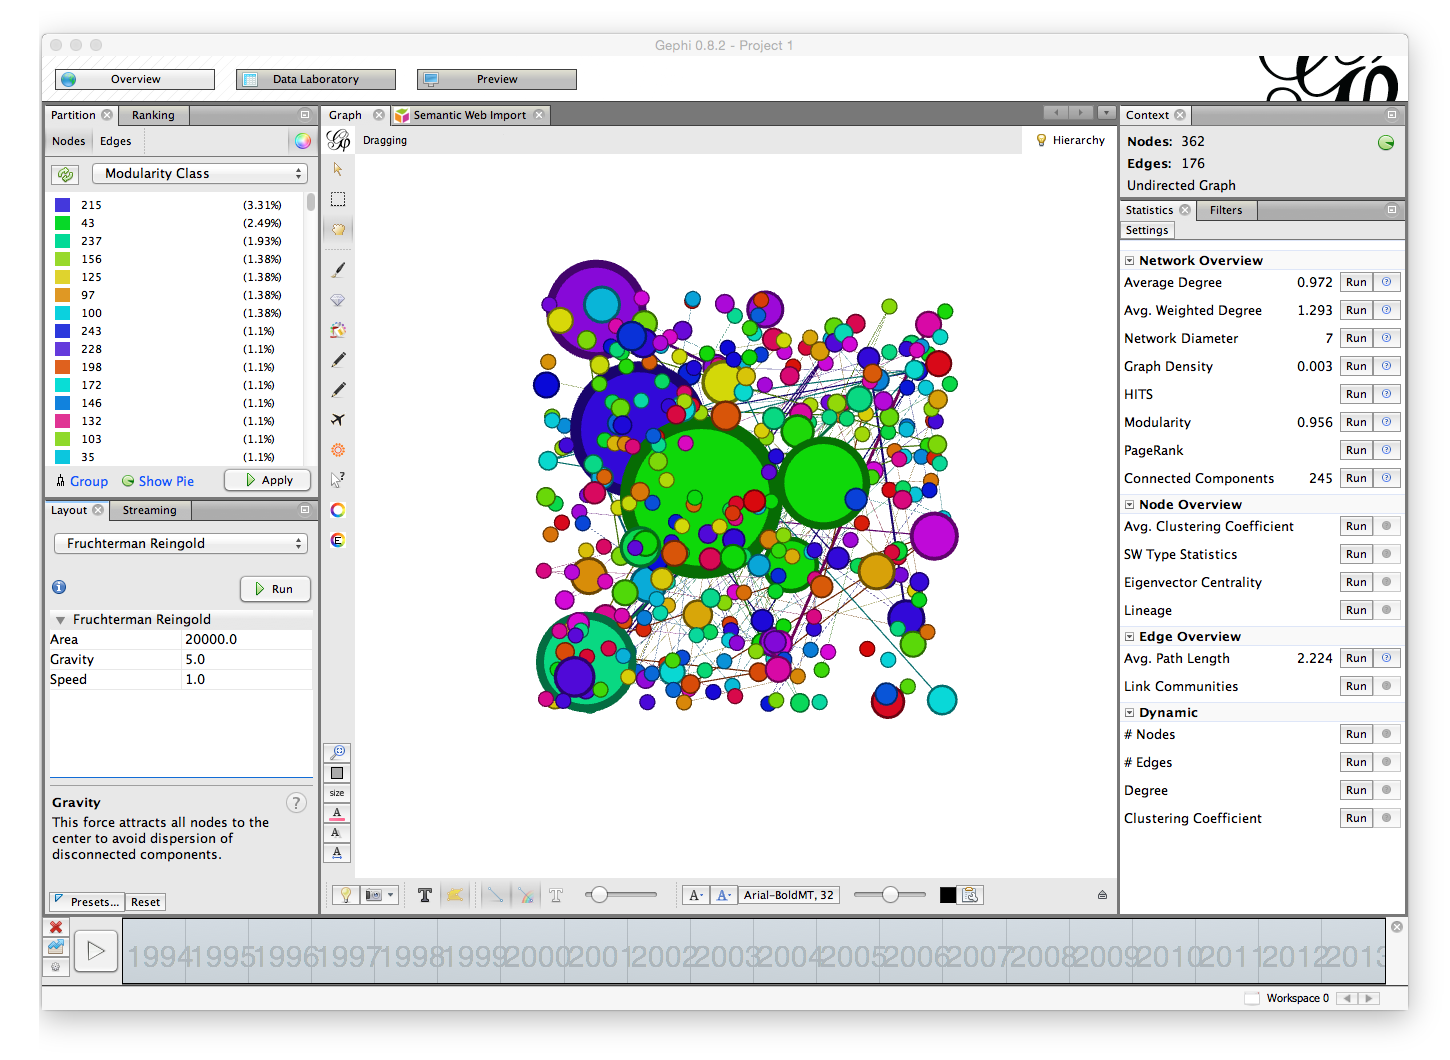 Gephi 0.8.2 - Project 1
Overview
Data Laboratory
Preview
Partition
Ranking
Nodes
Edges
Modularity Class
215 (3.31%)
43 (2.49%)
237 (1.93%)
156 (1.38%)
125 (1.38%)
97 (1.38%)
100 (1.38%)
243 (1.1%)
228 (1.1%)
198 (1.1%)
172 (1.1%)
146 (1.1%)
132 (1.1%)
103 (1.1%)
35 (1.1%)
Group
Show Pie
Apply
Layout
Streaming
Fruchterman Reingold
Run
Fruchterman Reingold
Area 20000.0
Gravity 5.0
Speed 1.0
Gravity
This force attracts all nodes to the
center to avoid dispersion of
disconnected components.
Presets...
Reset
Graph
Semantic Web Import
Dragging
Hierarchy
size
A
A
A
T
T
A
A
Arial-BoldMT, 32
Context
Nodes: 362
Edges: 176
Undirected Graph
Statistics
Filters
Settings
Network Overview
Average Degree 0.972 Run
Avg. Weighted Degree 1.293 Run
Network Diameter 7 Run
Graph Density 0.003 Run
HITS Run
Modularity 0.956 Run
PageRank Run
Connected Components 245 Run
Node Overview
Avg. Clustering Coefficient Run
SW Type Statistics Run
Eigenvector Centrality Run
Lineage Run
Edge Overview
Avg. Path Length 2.224 Run
Link Communities Run
Dynamic
# Nodes Run
# Edges Run
Degree Run
Clustering Coefficient Run
1994 1995 1996 1997 1998 1999 2000 2001 2002 2003 2004 2005 2006 2007 2008 2009 2010 2011 2012 2013
Workspace 0